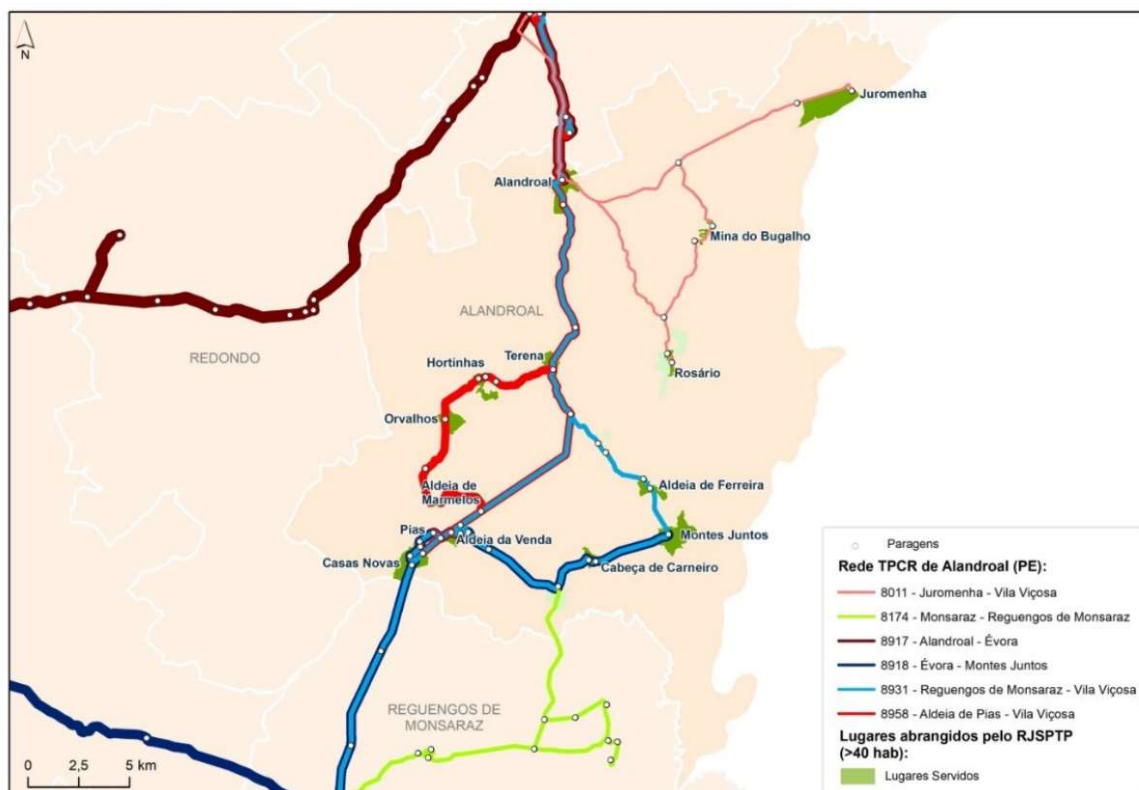 N
Juromenha
Alandroal
Mina do Bugalho
ALANDROAL
REDONDO
Terena
Hortinhas
Rosário
Orvalhos
Aldeia de
Marmelos
Aldeia de Ferreira
Pias
Aldeia da Venda
Montes Juntos
Casas Novas
Cabeça de Carneiro
REGUENGOS DE
MONSARAZ
0 2,5 5 km
Paragens
Rede TPCR de Alandroal (PE):
8011 - Juromenha - Vila Viçosa
8174 - Monsaraz - Reguengos de Monsaraz
8917 - Alandroal - Évora
8918 - Évora - Montes Juntos
8931 - Reguengos de Monsaraz - Vila Viçosa
8958 - Aldeia de Pias - Vila Viçosa
Lugares abrangidos pelo RJSPTP
(>40 hab):
Lugares Servidos